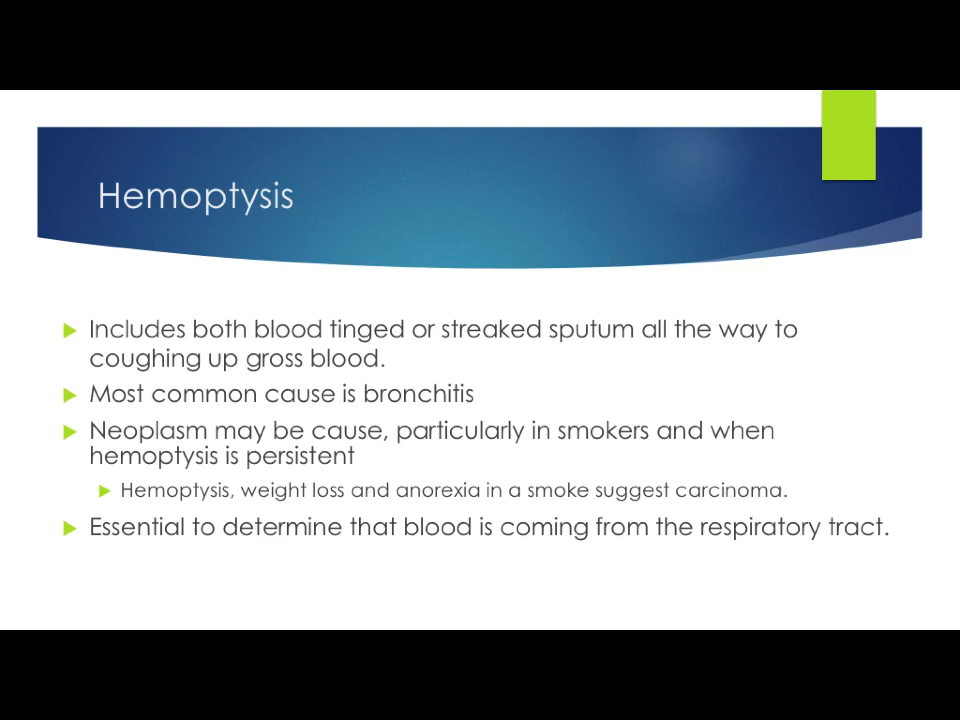 Hemoptysis
Includes both blood tinged or streaked sputum all the way to
coughing up gross blood.
Most common cause is bronchitis
Neoplasm may be cause, particularly in smokers and when
hemoptysis is persistent
Hemoptysis, weight loss and anorexia in a smoke suggest carcinoma.
Essential to determine that blood is coming from the respiratory tract.